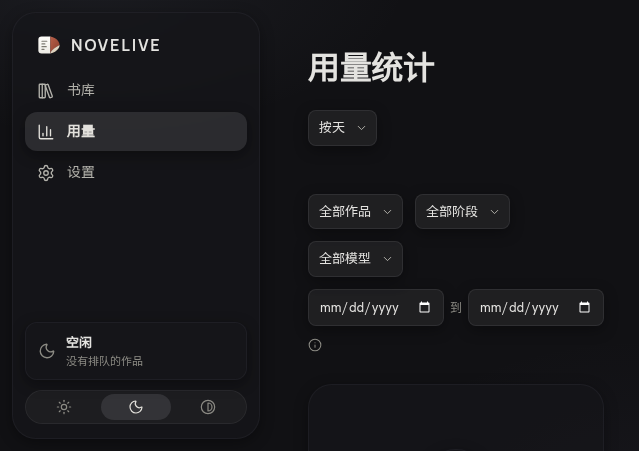 NOVELIVE
书库
用量
设置
空闲
没有排队的作品
用量统计
按天
全部作品
全部阶段
全部模型
mm/dd/yyyy 到 mm/dd/yyyy